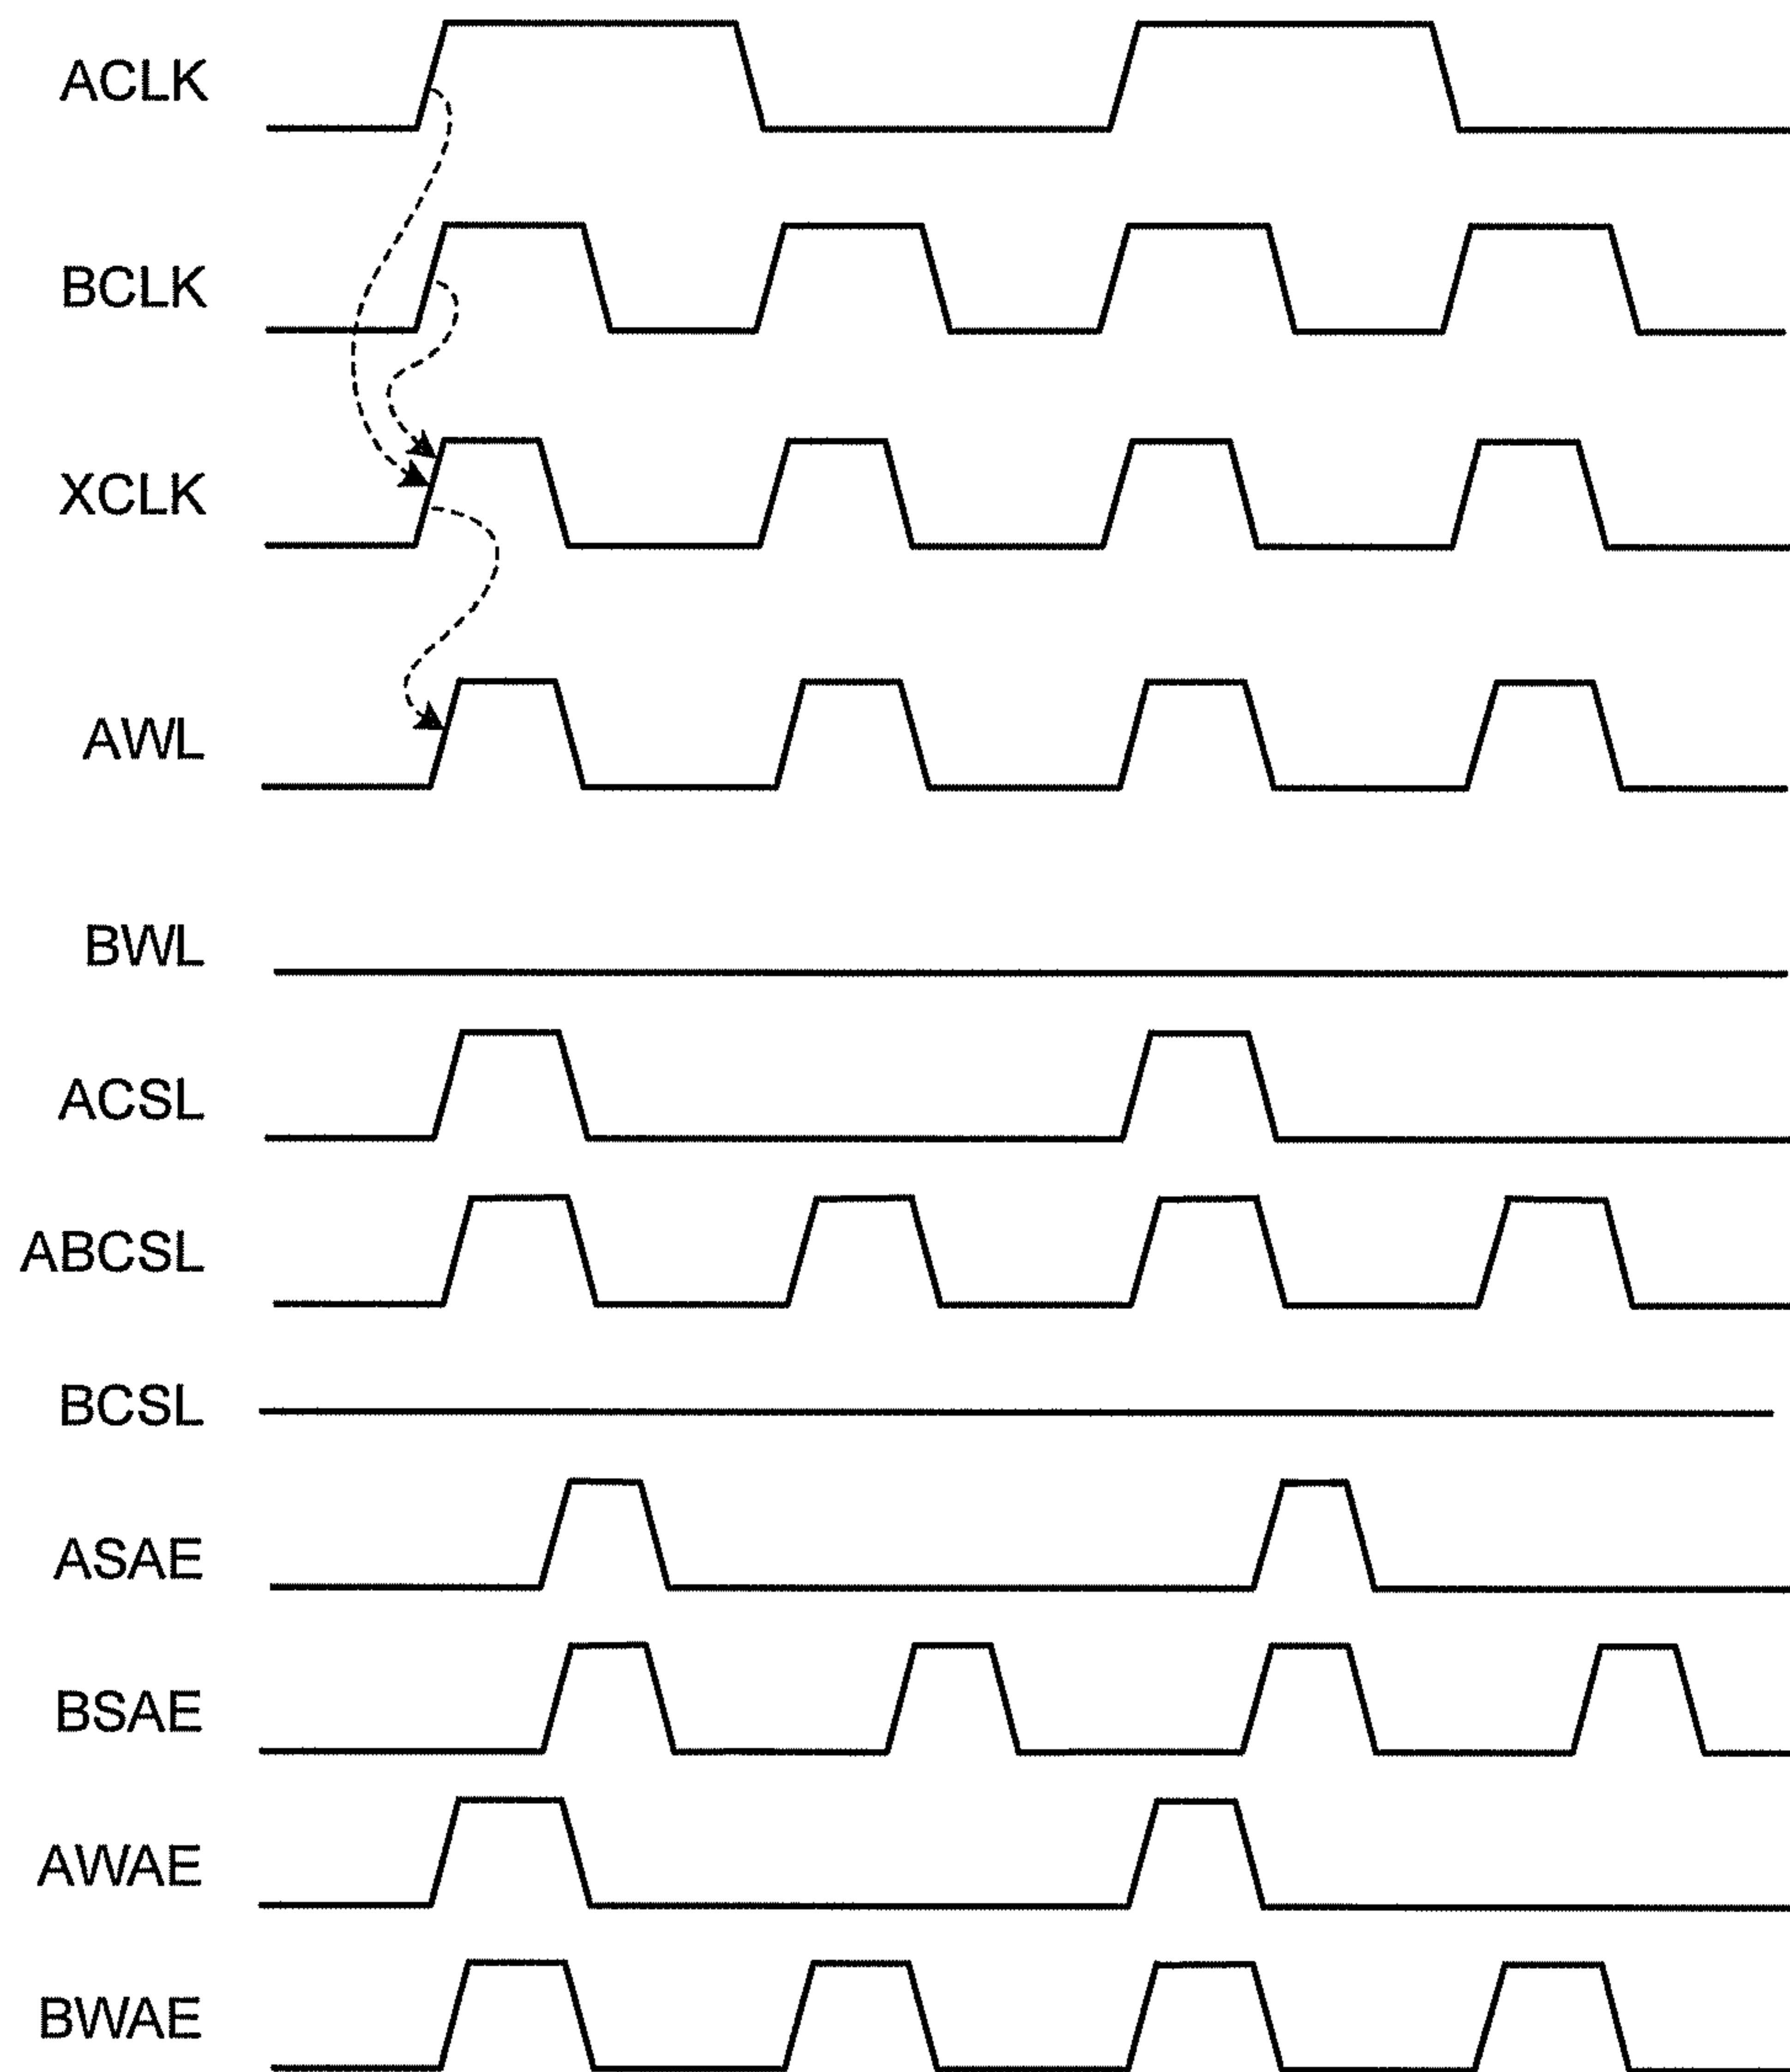 ACLK
BCLK
XCLK
AWL
BWL
ACSL
ABCSL
BCSL
ASAE
BSAE
AWAE
BWAE